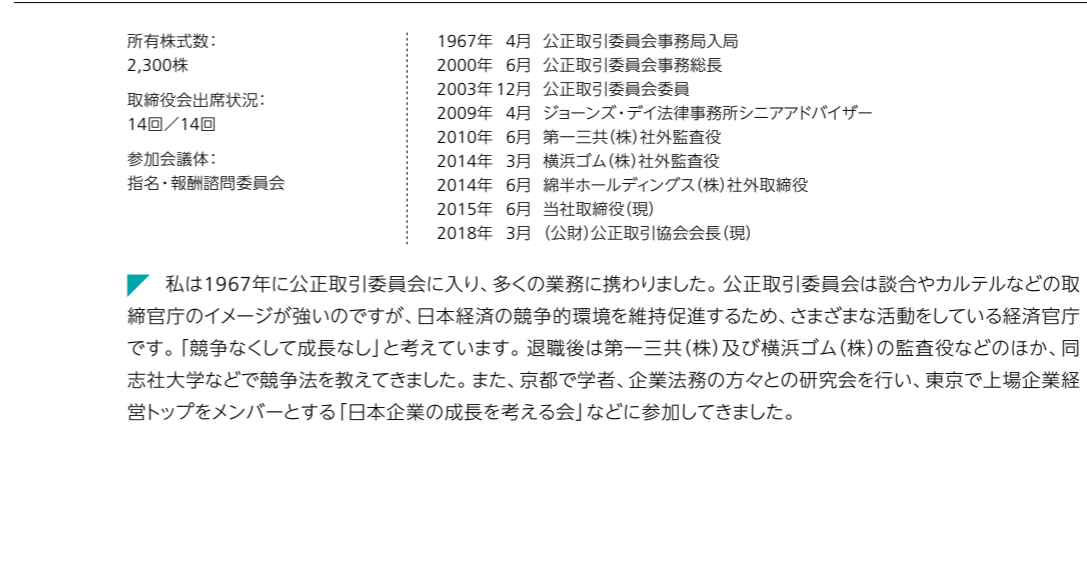 所有株式数：
2,300株
取締役会出席状況：
14回／14回
参加会議体：
指名・報酬諮問委員会
1967年 4月 公正取引委員会事務局入局
2000年 6月 公正取引委員会事務総長
2003年12月 公正取引委員会委員
2009年 4月 ジョーンズ・デイ法律事務所シニアアドバイザー
2010年 6月 第一三共（株）社外監査役
2014年 3月 横浜ゴム（株）社外監査役
2014年 6月 綿半ホールディングス（株）社外取締役
2015年 6月 当社取締役（現）
2018年 3月 （公財）公正取引協会会長（現）
私は1967年に公正取引委員会に入り、多くの業務に携わりました。公正取引委員会は談合やカルテルなどの取
締官庁のイメージが強いのですが、日本経済の競争的環境を維持促進するため、さまざまな活動をしている経済官庁
です。「競争なくして成長なし」と考えています。退職後は第一三共（株）及び横浜ゴム（株）の監査役などのほか、同
志社大学などで競争法を教えてきました。また、京都で学者、企業法務の方々との研究会を行い、東京で上場企業経
営トップをメンバーとする「日本企業の成長を考える会」などに参加してきました。